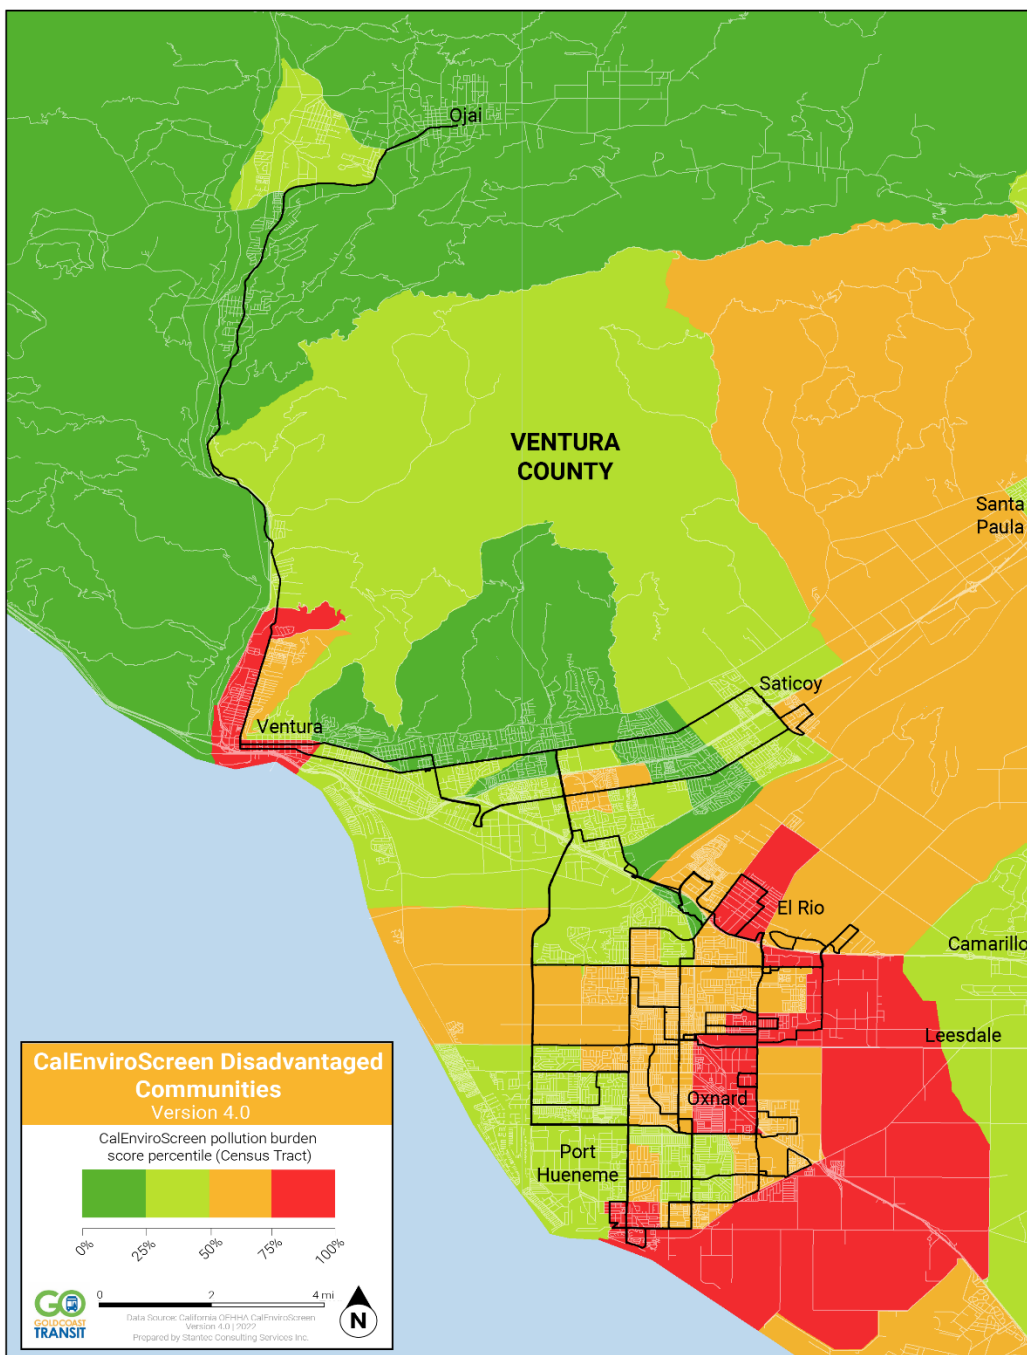 Ojai
VENTURA
COUNTY
Santa
Paula
Saticoy
Ventura
El Rio
Camarillo
Leesdale
Oxnard
Port
Hueneme
CalEnviroScreen Disadvantaged
Communities
Version 4.0
CalEnviroScreen pollution burden
score percentile (Census Tract)
0%
25%
50%
75%
100%
GO
GOLD COAST
TRANSIT
0 2 4 mi
Data Source: California OEHHA CalEnviroScreen
Version 4.0 | 2022
Prepared by Stantec Consulting Services Inc.
N